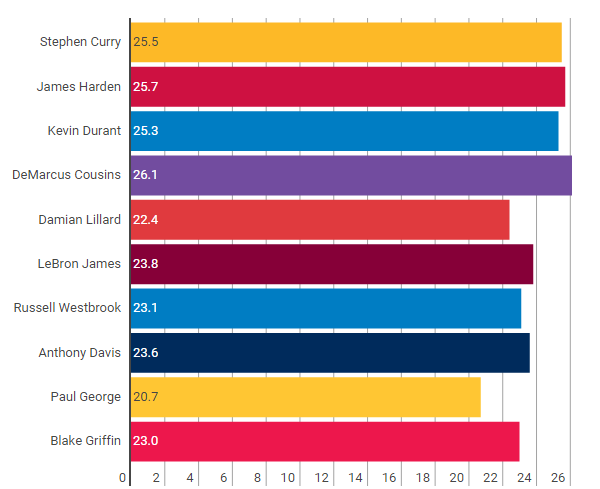 Stephen Curry 25.5
James Harden 25.7
Kevin Durant 25.3
DeMarcus Cousins 26.1
Damian Lillard 22.4
LeBron James 23.8
Russell Westbrook 23.1
Anthony Davis 23.6
Paul George 20.7
Blake Griffin 23.0
0 2 4 6 8 10 12 14 16 18 20 22 24 26